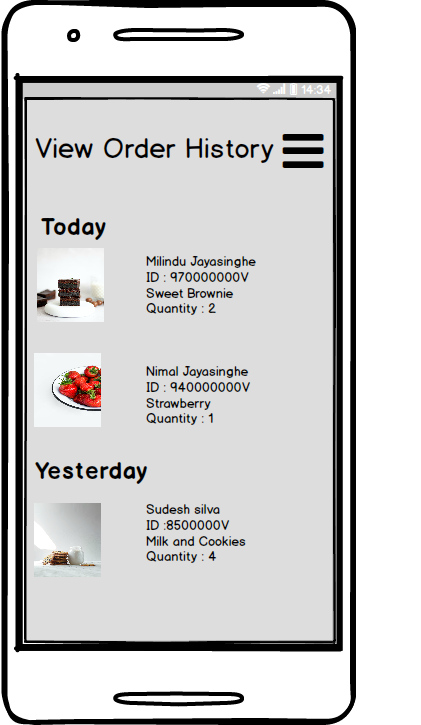 14:34
View Order History
Today
Milindu Jayasinghe
ID : 970000000V
Sweet Brownie
Quantity : 2
Nimal Jayasinghe
ID : 940000000V
Strawberry
Quantity : 1
Yesterday
Sudesh silva
ID :8500000V
Milk and Cookies
Quantity : 4